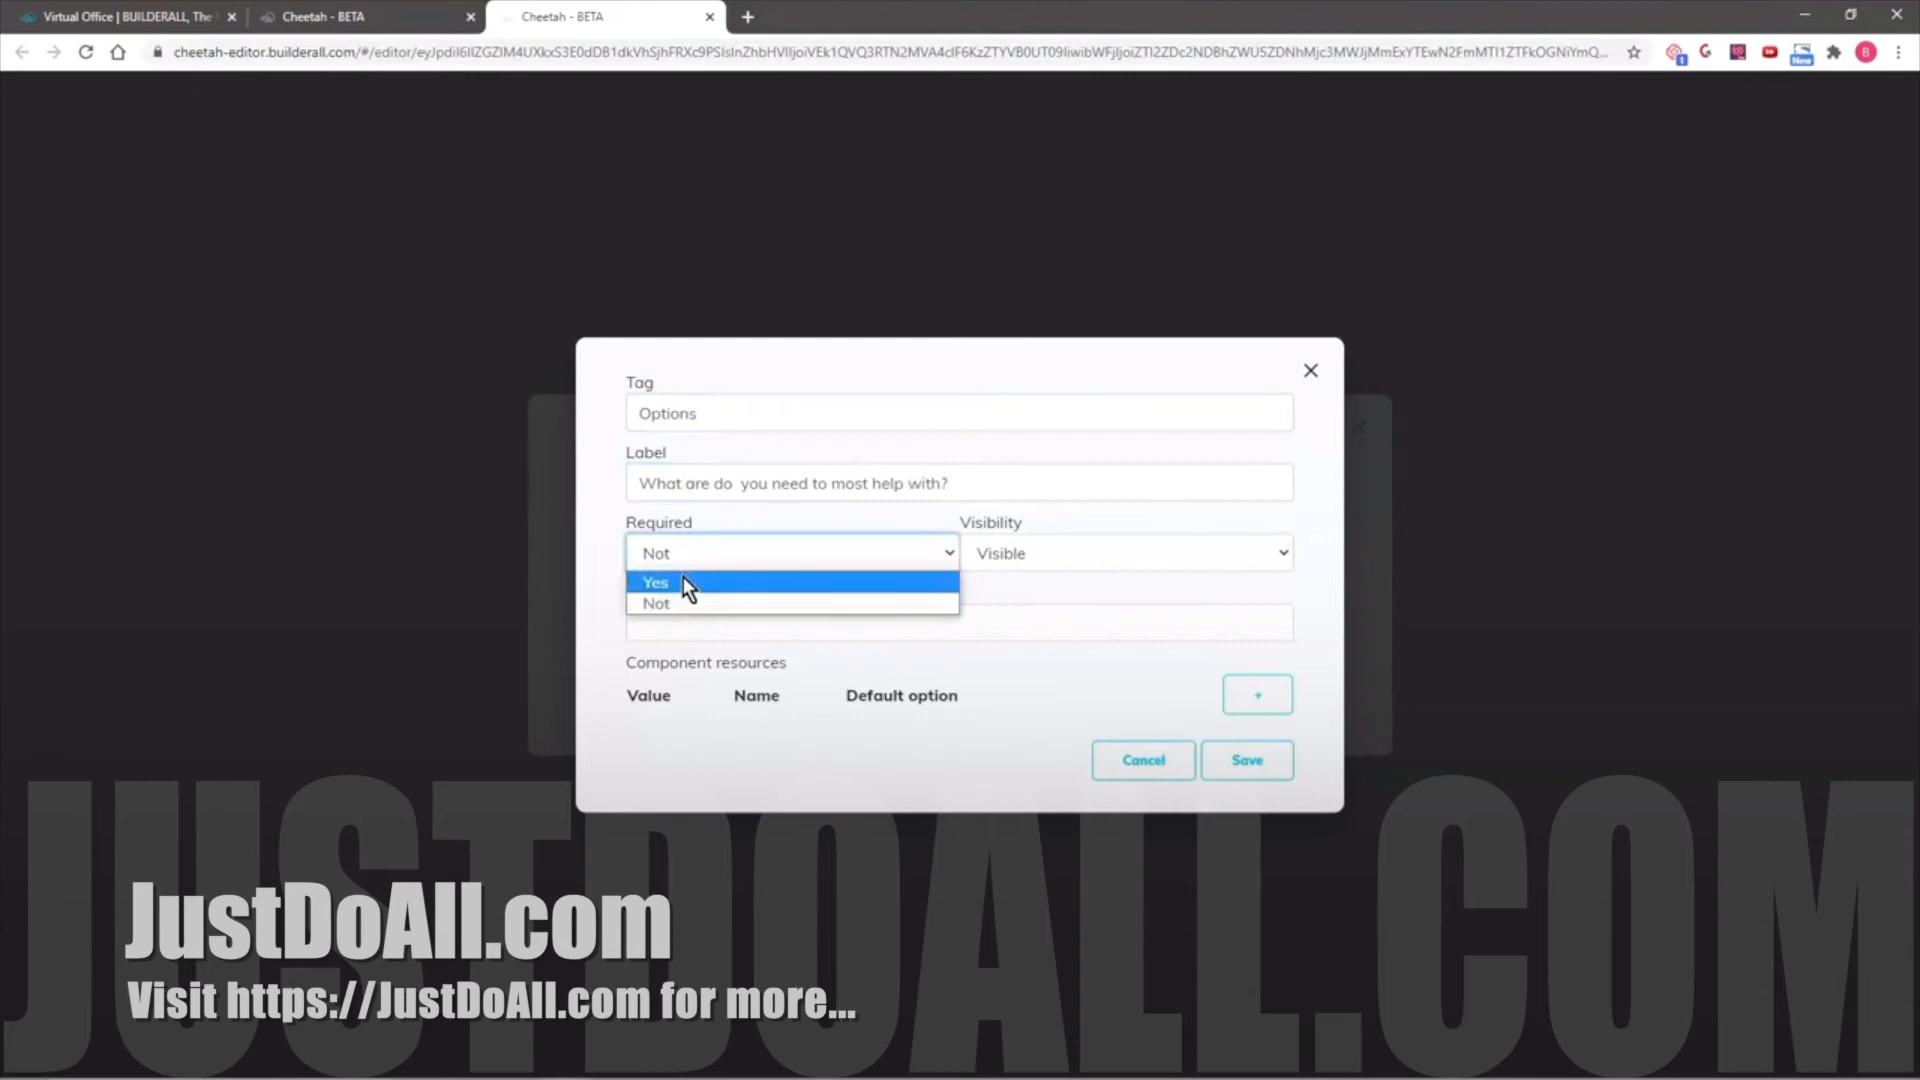 Virtual Office | BUILDERALL, The
Cheetah - BETA
Cheetah - BETA
Tag
Options
Label
What are do  you need to most help with?
Required
Visibility
Not
Visible
Yes
Not
Component resources
Value
Name
Default option
+
Cancel
Save
New
1
B
JUSTDOALL.COM
JustDoAll.com
Visit https://JustDoAll.com for more...